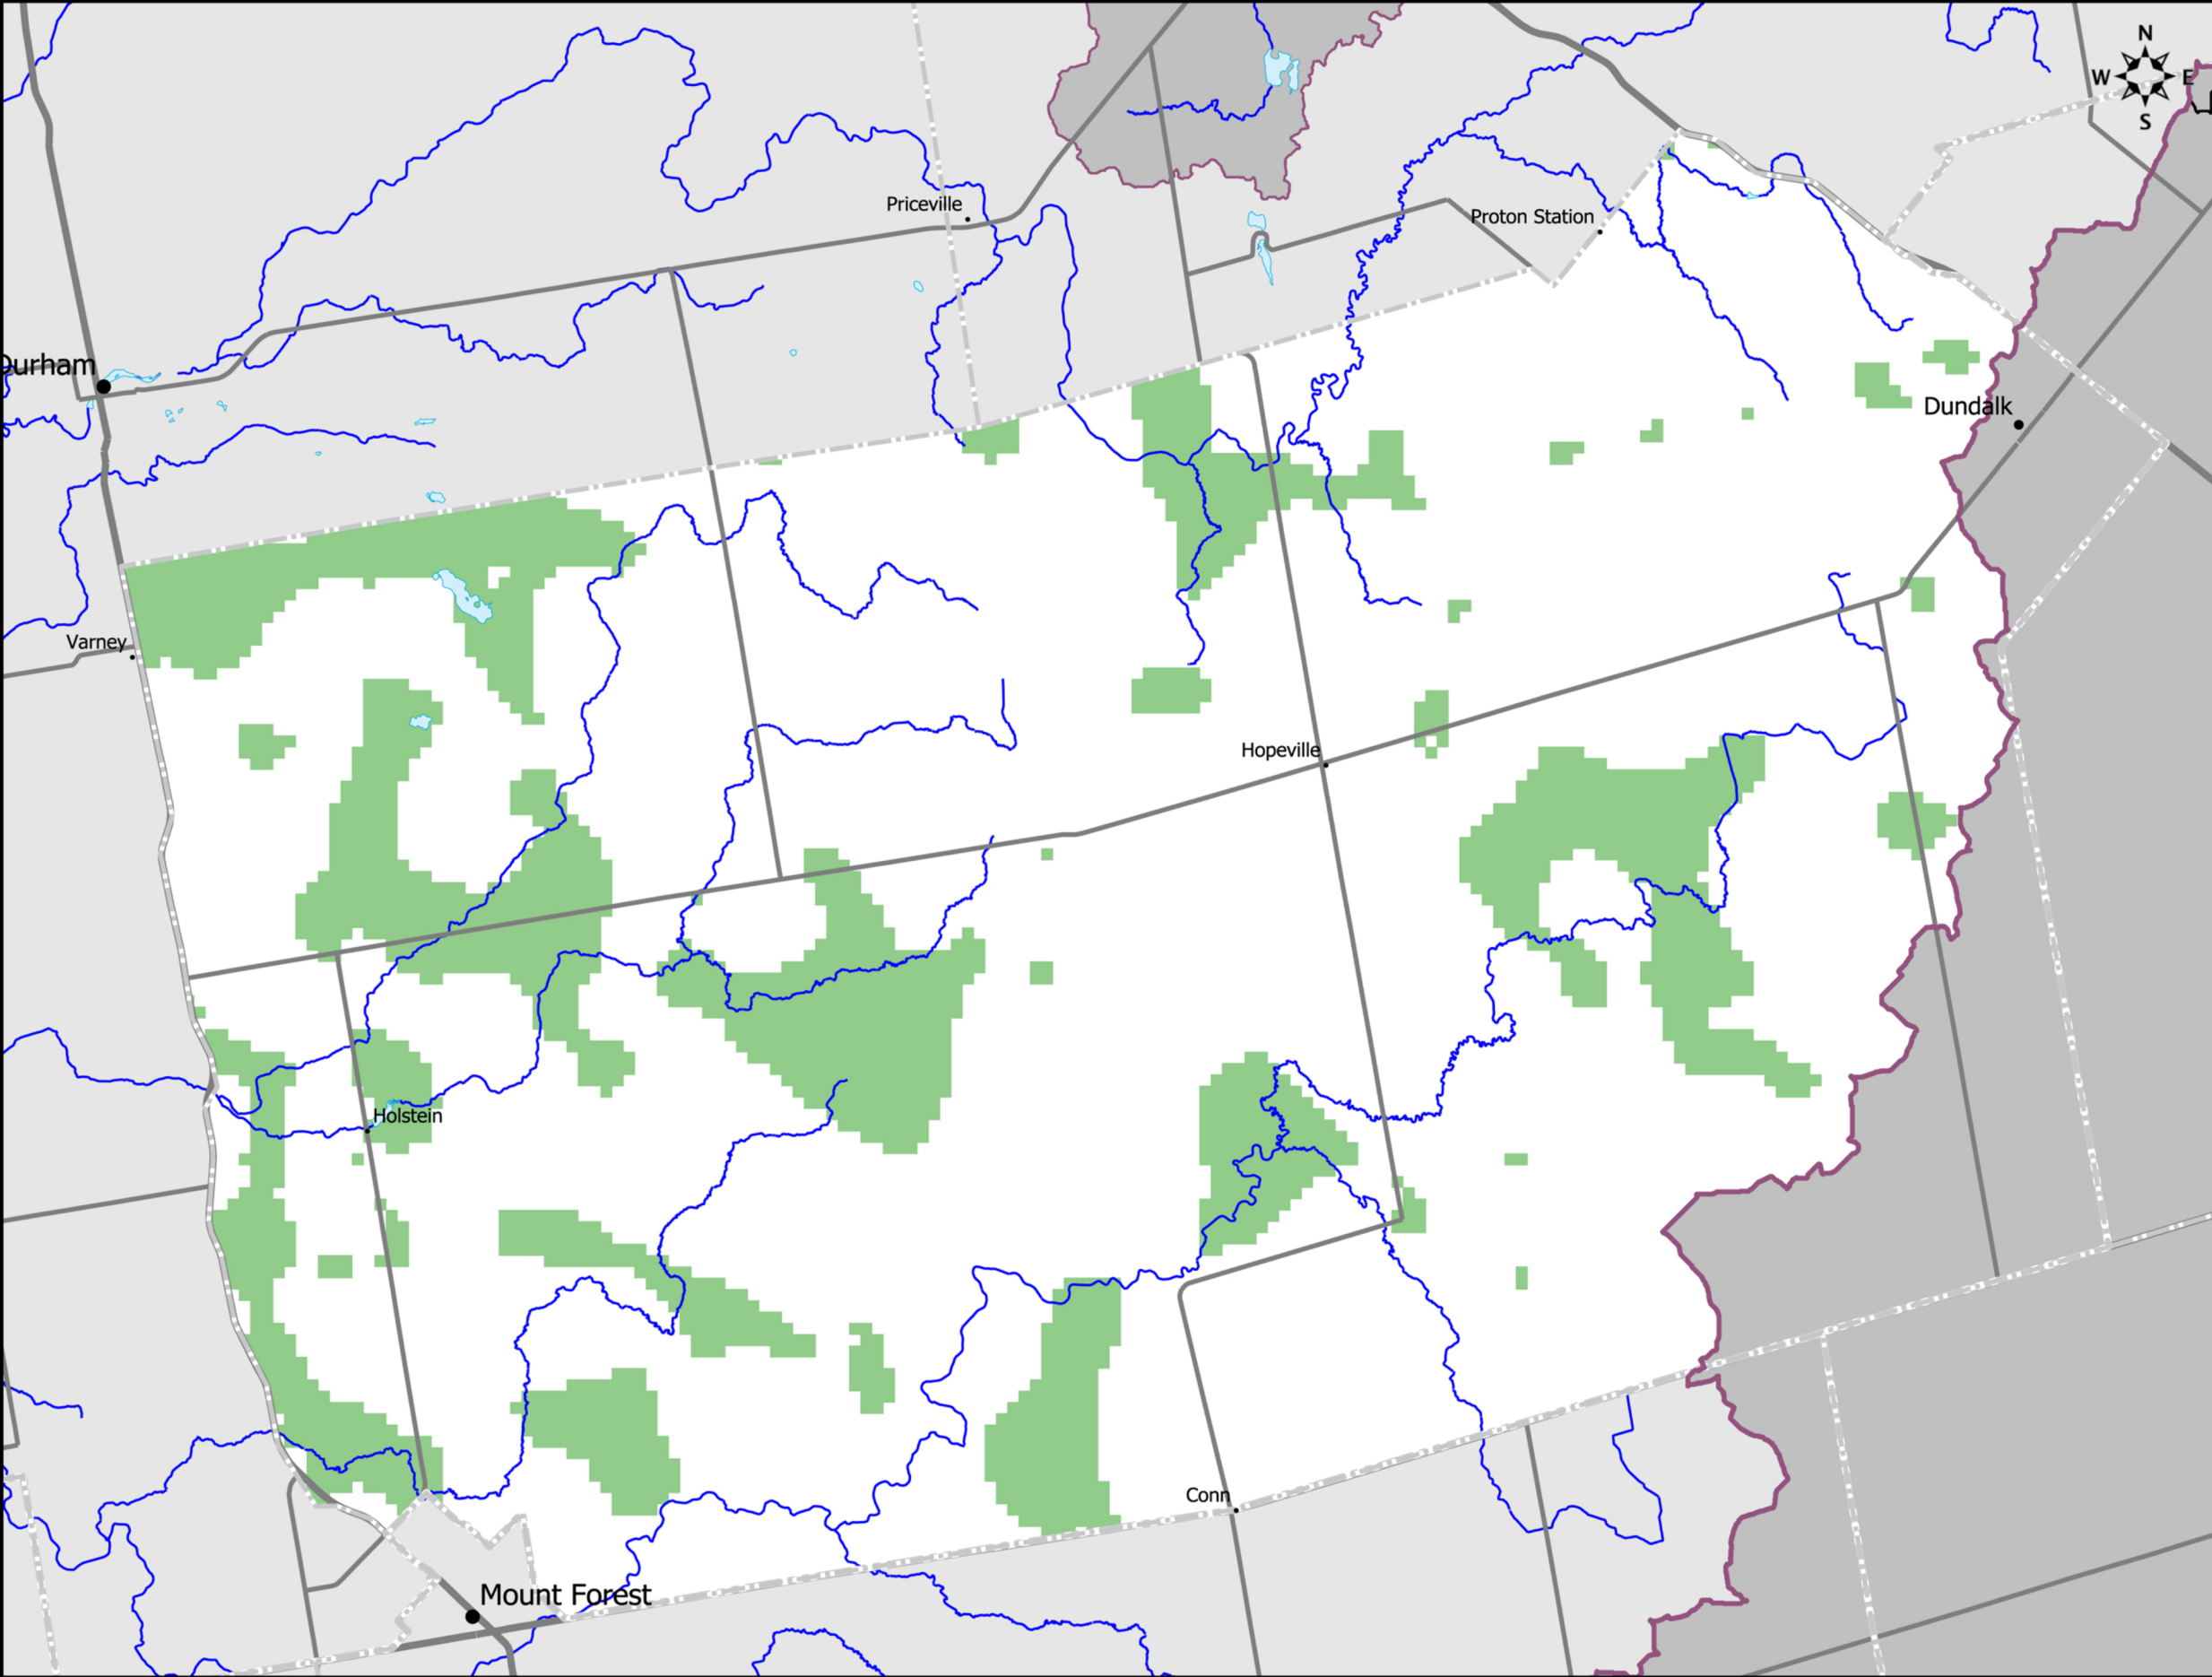 N
W E
S
Priceville
Proton Station
Durham
Dundalk
Varney
Hopeville
Holstein
Conn
Mount Forest